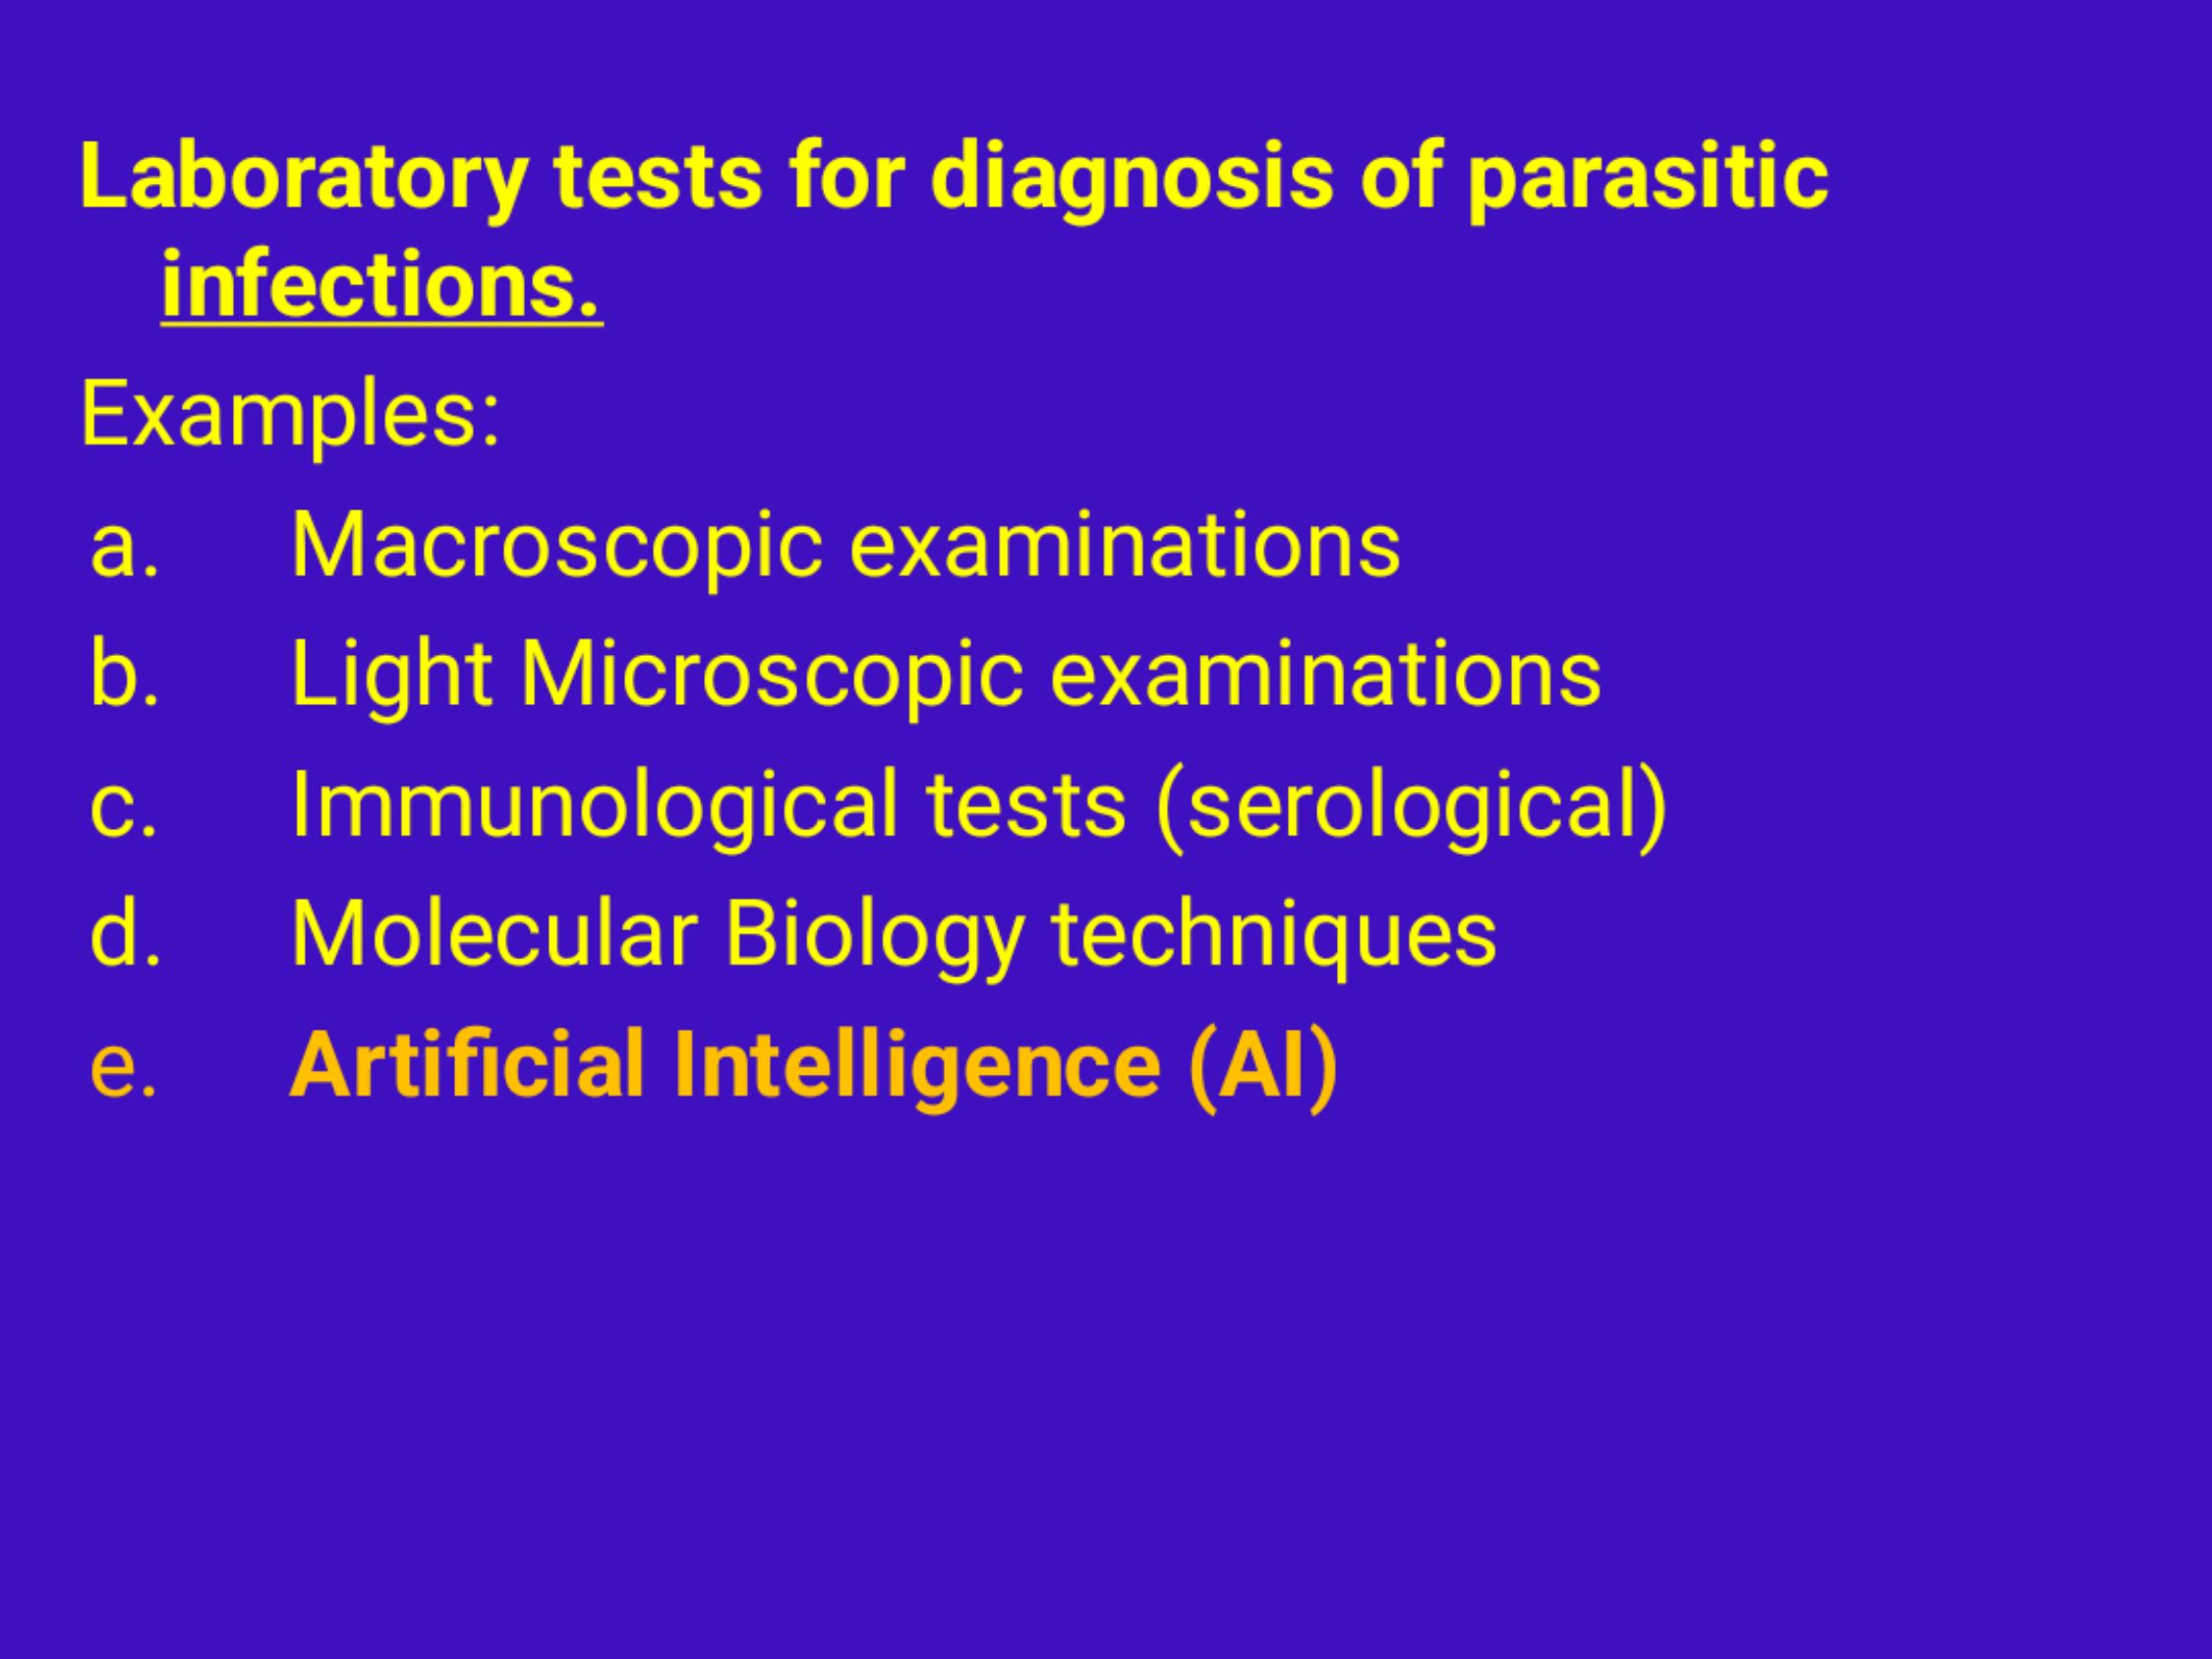 Laboratory tests for diagnosis of parasitic
infections.
Examples:
a. Macroscopic examinations
b. Light Microscopic examinations
c. Immunological tests (serological)
d. Molecular Biology techniques
e. Artificial Intelligence (AI)